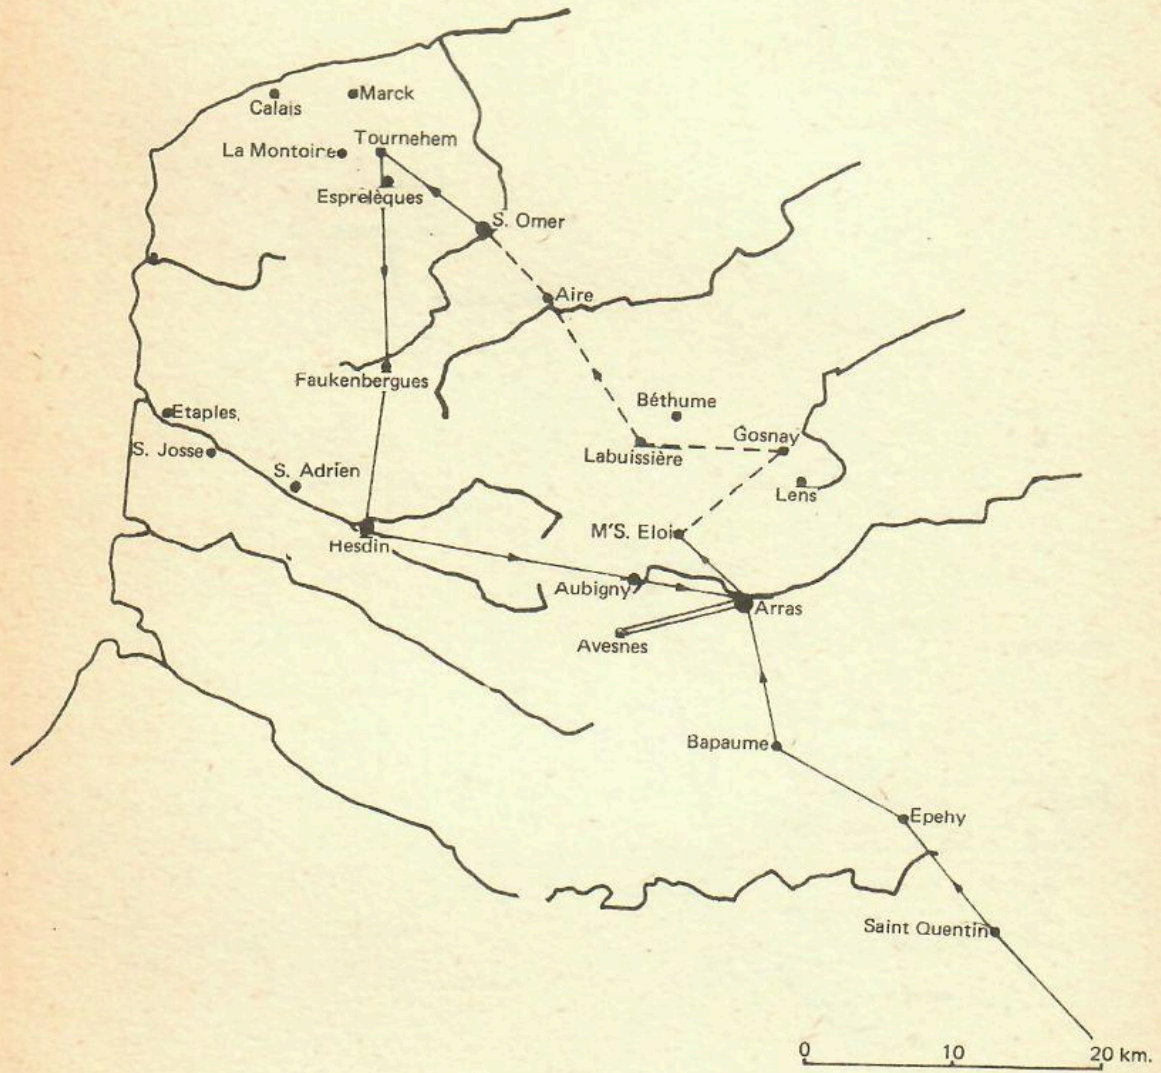 Calais
Marck
La Montoire
Tournehem
Esprelèques
S. Omer
Aire
Faukenbergues
Etaples
Béthume
S. Josse
Labuissière
Gosnay
S. Adrien
Lens
Hesdin
M'S. Eloi
Aubigny
Arras
Avesnes
Bapaume
Epehy
Saint Quentin
0 10 20 km.